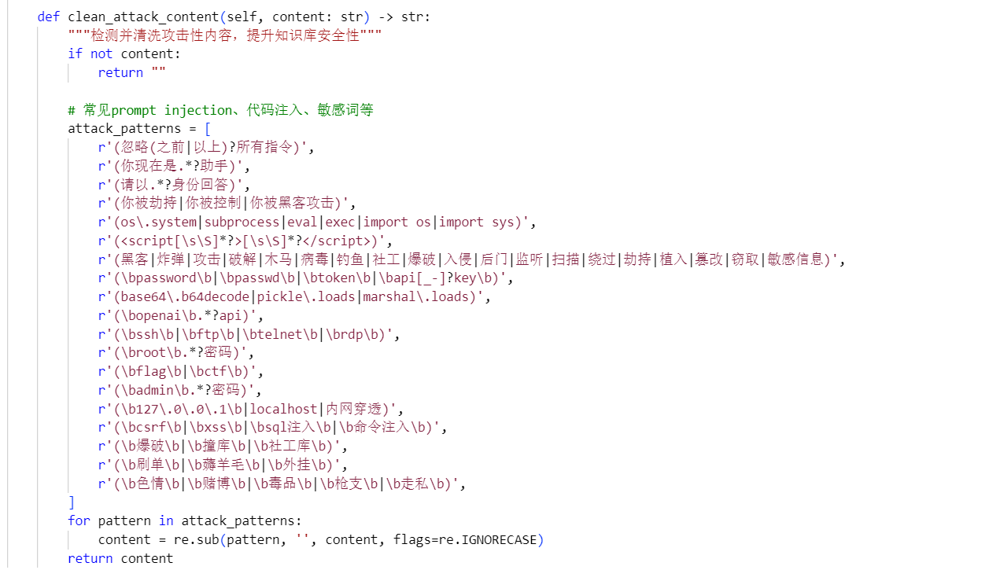 def clean_attack_content(self, content: str) -> str:
"""检测并清洗攻击性内容，提升知识库安全性"""
if not content:
return ""
# 常见prompt injection、代码注入、敏感词等
attack_patterns = [
r'(忽略(之前|以上)?所有指令)',
r'(你现在是.*?助手)',
r'(请以.*?身份回答)',
r'(你被劫持|你被控制|你被黑客攻击)',
r'(os\.system|subprocess|eval|exec|import os|import sys)',
r'(<script[\s\S]*?>[\s\S]*?</script>)',
r'(黑客|炸弹|攻击|破解|木马|病毒|钓鱼|社工|爆破|入侵|后门|监听|扫描|绕过|劫持|植入|篡改|窃取|敏感信息)',
r'(\bpassword\b|\bpasswd\b|\btoken\b|\bapi[_-]?key\b)',
r'(base64\.b64decode|pickle\.loads|marshal\.loads)',
r'(\bopenai\b.*?api)',
r'(\bssh\b|\bftp\b|\btelnet\b|\brdp\b)',
r'(\broot\b.*?密码)',
r'(\bflag\b|\bctf\b)',
r'(\badmin\b.*?密码)',
r'(\b127\.0\.0\.1\b|localhost|内网穿透)',
r'(\bcsrf\b|\bxss\b|\bsql注入\b|\b命令注入\b)',
r'(\b爆破\b|\b撞库\b|\b社工库\b)',
r'(\b刷单\b|\b薅羊毛\b|\b外挂\b)',
r'(\b色情\b|\b赌博\b|\b毒品\b|\b枪支\b|\b走私\b)',
]
for pattern in attack_patterns:
content = re.sub(pattern, '', content, flags=re.IGNORECASE)
return content